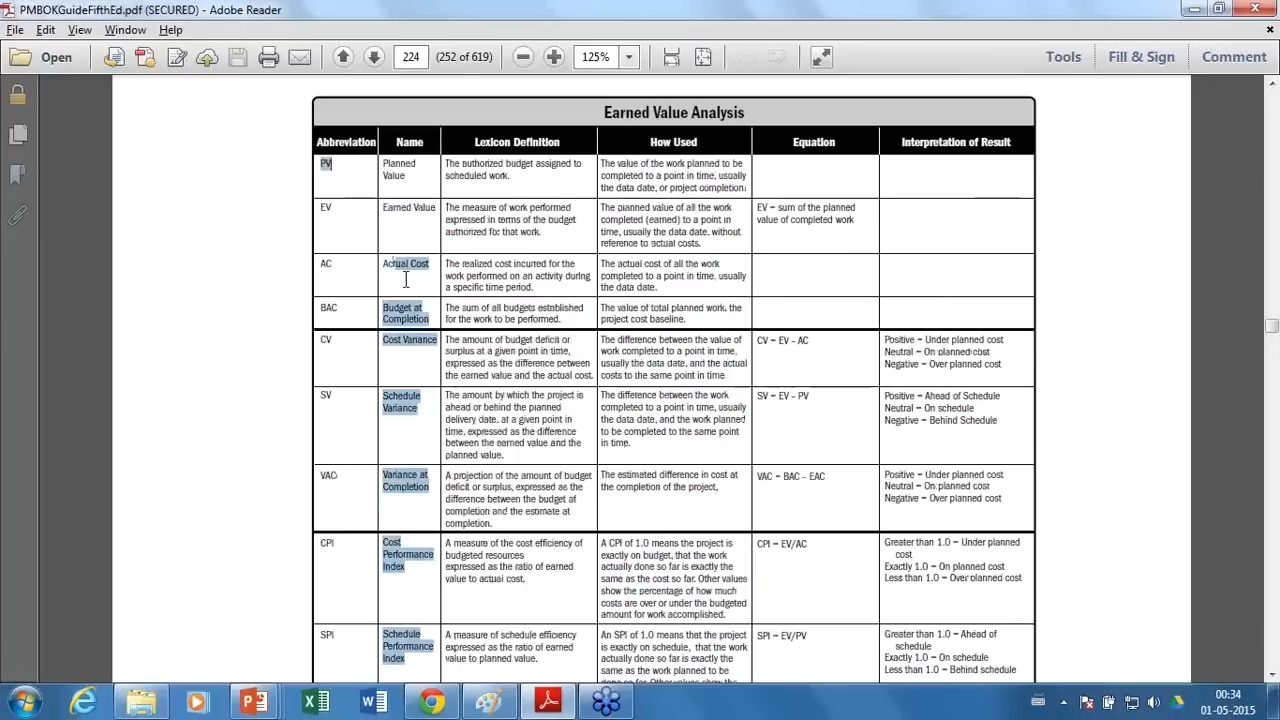 PMBOKGuideFifthEd.pdf (SECURED) - Adobe Reader
File Edit View Window Help
Open 224 (252 of 619) 125% Tools Fill & Sign Comment
Earned Value Analysis
Abbreviation Name Lexicon Definition How Used Equation Interpretation of Result
PV
Planned
Value
The authorized budget assigned to
scheduled work.
The value of the work planned to be
completed to a point in time, usually
the data date, or project completion.
EV
Earned Value
The measure of work performed
expressed in terms of the budget
authorized for that work.
The planned value of all the work
completed (earned) to a point in
time, usually the data date, without
reference to actual costs.
EV = sum of the planned
value of completed work
AC
Actual Cost
The realized cost incurred for the
work performed on an activity during
a specific time period.
The actual cost of all the work
completed to a point in time, usually
the data date.
BAC
Budget at
Completion
The sum of all budgets established
for the work to be performed.
The value of total planned work, the
project cost baseline.
CV
Cost Variance
The amount of budget deficit or
surplus at a given point in time,
expressed as the difference between
the earned value and the actual cost.
The difference between the value of
work completed to a point in time,
usually the data date, and the actual
costs to the same point in time
CV = EV - AC
Positive = Under planned cost
Neutral = On planned cost
Negative = Over planned cost
SV
Schedule
Variance
The amount by which the project is
ahead or behind the planned
delivery date, at a given point in
time, expressed as the difference
between the earned value and the
planned value.
The difference between the work
completed to a point in time, usually
the data date, and the work planned
to be completed to the same point
in time.
SV = EV - PV
Positive = Ahead of Schedule
Neutral = On schedule
Negative = Behind Schedule
VAC
Variance at
Completion
A projection of the amount of budget
deficit or surplus, expressed as the
difference between the budget at
completion and the estimate at
completion.
The estimated difference in cost at
the completion of the project,
VAC = BAC - EAC
Positive = Under planned cost
Neutral = On planned cost
Negative = Over planned cost
CPI
Cost
Performance
Index
A measure of the cost efficiency of
budgeted resources
expressed as the ratio of earned
value to actual cost.
A CPI of 1.0 means the project is
exactly on budget, that the work
actually done so far is exactly the
same as the cost so far. Other values
show the percentage of how much
costs are over or under the budgeted
amount for work accomplished.
CPI = EV/AC
Greater than 1.0 = Under planned
cost
Exactly 1.0 = On planned cost
Less than 1.0 = Over planned cost
SPI
Schedule
Performance
Index
A measure of schedule efficiency
expressed as the ratio of earned
value to planned value.
An SPI of 1.0 means that the project
is exactly on schedule, that the work
actually done so far is exactly the
same as the work planned to be
done so far. Other values show the
SPI = EV/PV
Greater than 1.0 = Ahead of
schedule
Exactly 1.0 = On schedule
Less than 1.0 = Behind schedule
00:34
01-05-2015